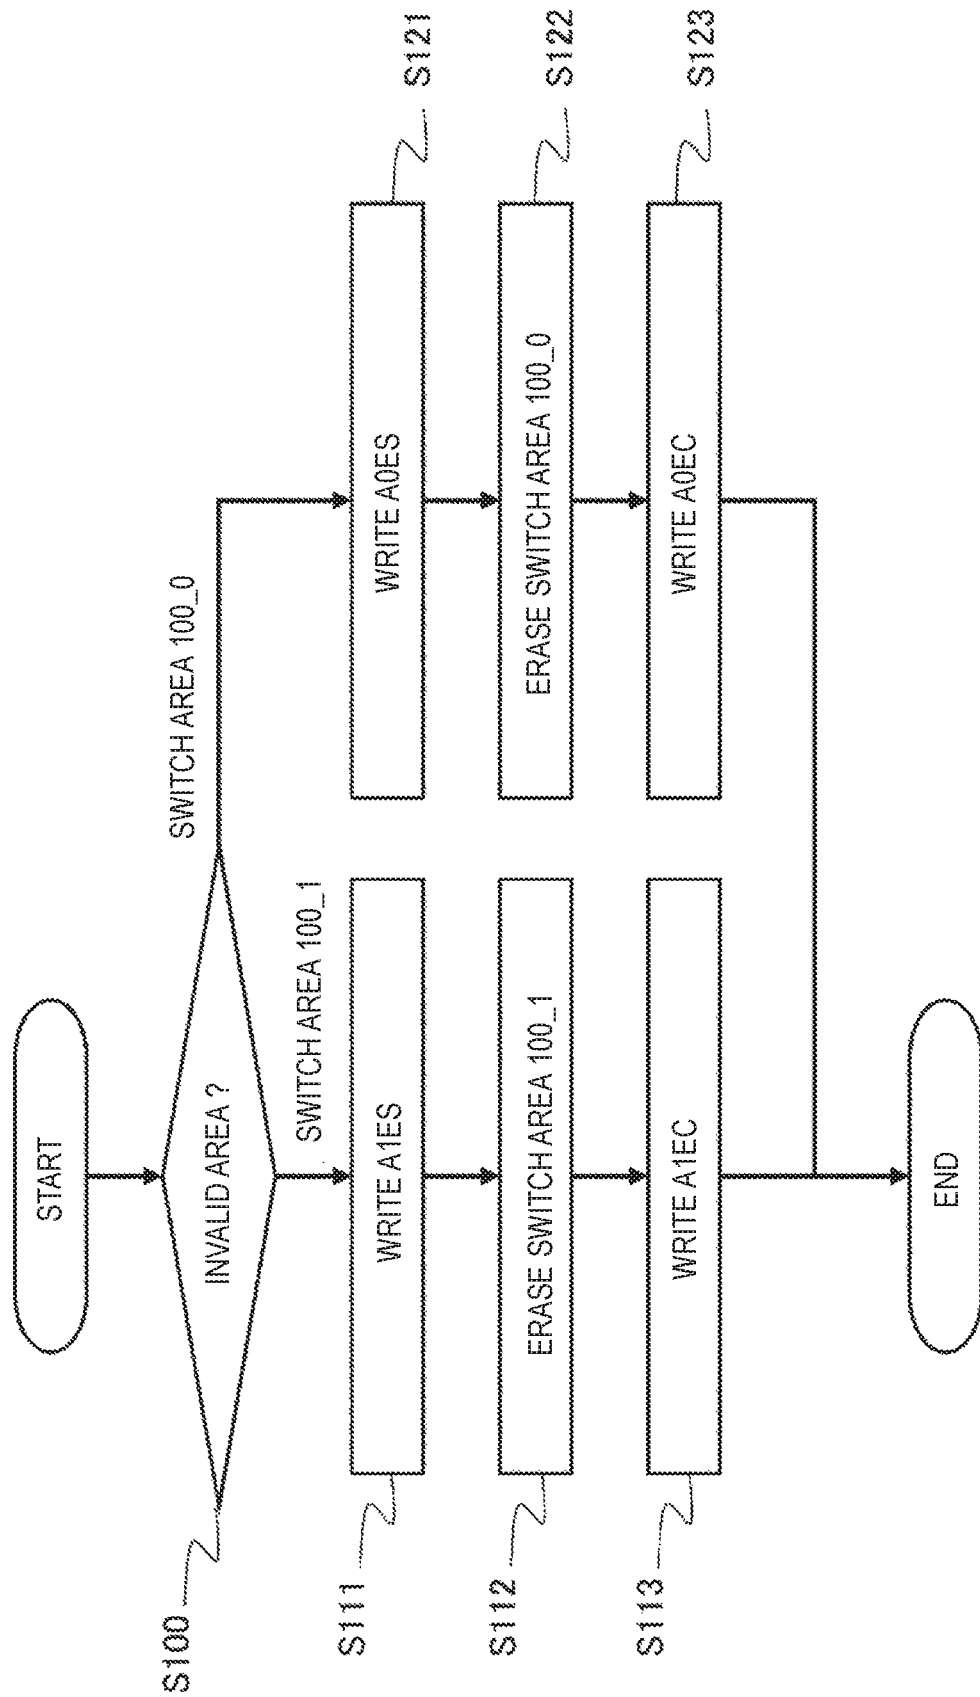 START
S100
INVALID AREA ?
SWITCH AREA 100_0
SWITCH AREA 100_1
S111
WRITE A1ES
WRITE A0ES
S121
S112
ERASE SWITCH AREA 100_1
ERASE SWITCH AREA 100_0
S122
S113
WRITE A1EC
WRITE A0EC
S123
END